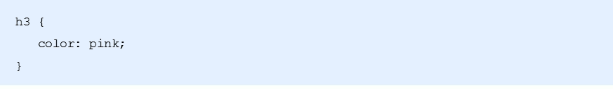 h3 {
   color: pink;
}